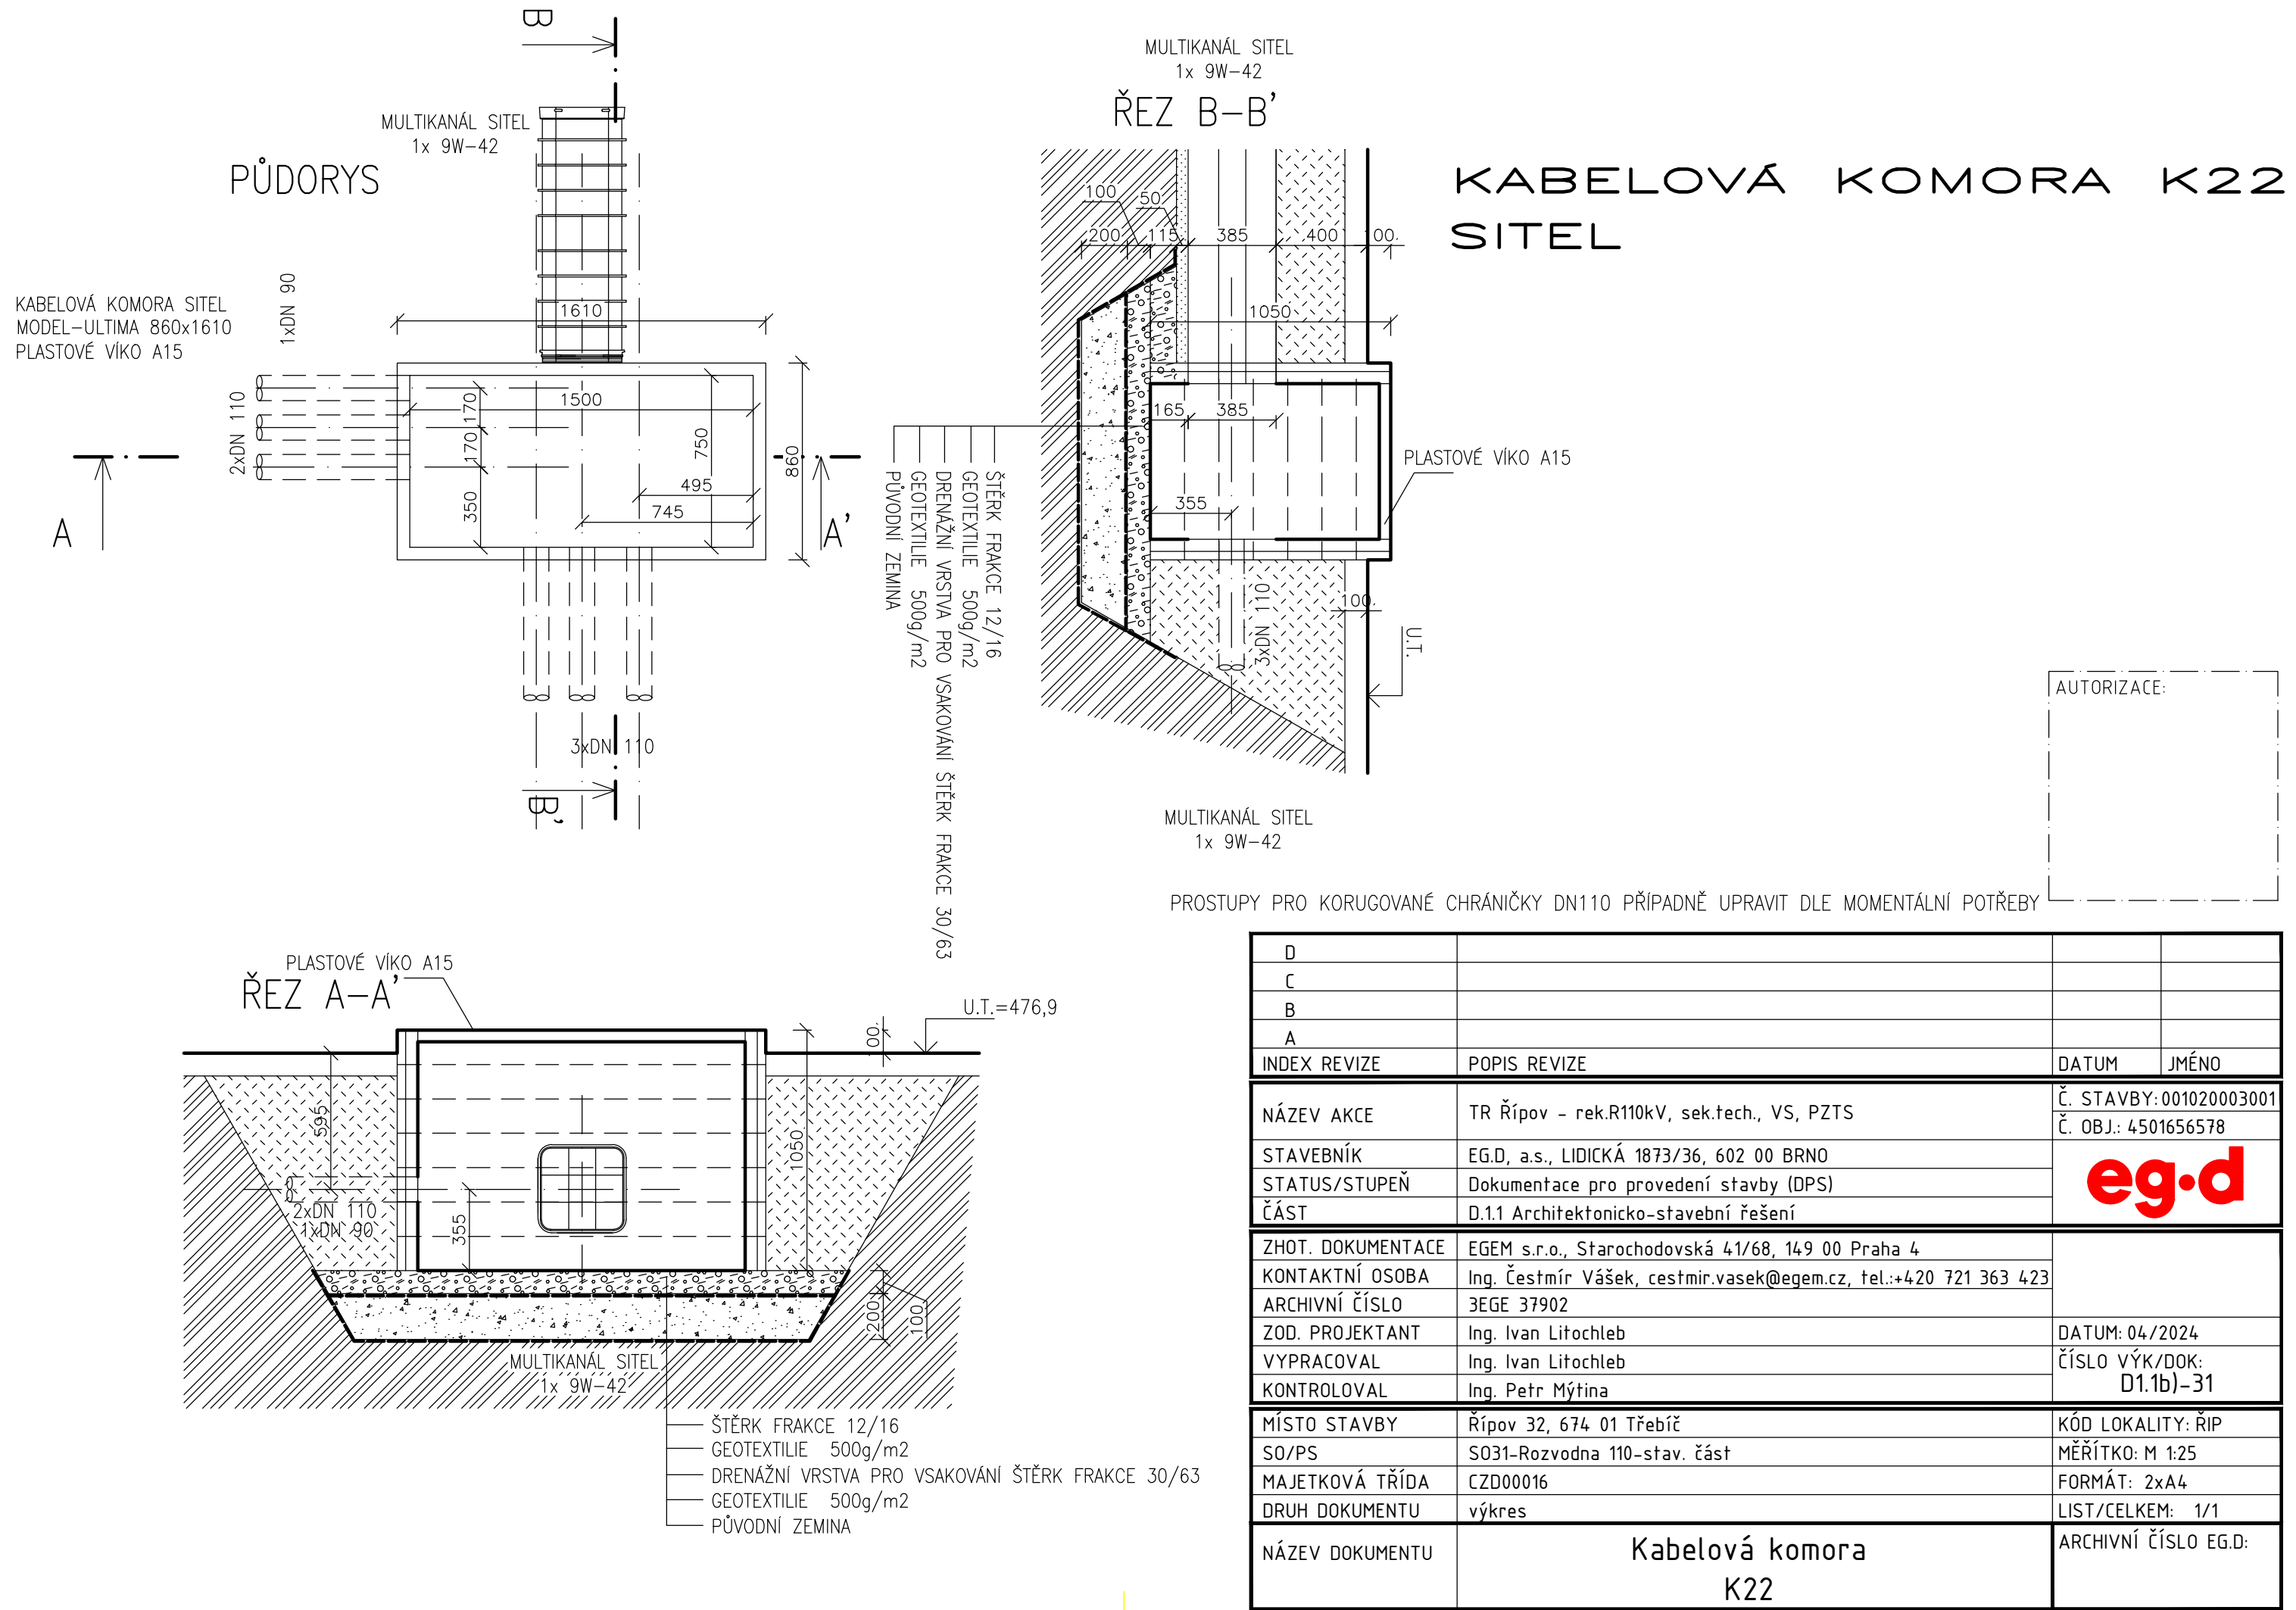 B
MULTIKANÁL SITEL
1x 9W-42
PŮDORYS
KABELOVÁ KOMORA SITEL
MODEL-ULTIMA 860x1610
PLASTOVÉ VÍKO A15
1xDN 90
2xDN 110
1610
1500
170
170
350
750
860
495
745
A
A'
3xDN 110
B'
MULTIKANÁL SITEL
1x 9W-42
ŘEZ B-B'
100
50
200
115
385
400
100
1050
165
385
355
PLASTOVÉ VÍKO A15
3xDN 110
100
U.T.
ŠTĚRK FRAKCE 12/16
GEOTEXTILIE 500g/m2
DRENÁŽNÍ VRSTVA PRO VSAKOVÁNÍ ŠTĚRK FRAKCE 30/63
GEOTEXTILIE 500g/m2
PŮVODNÍ ZEMINA
MULTIKANÁL SITEL
1x 9W-42
KABELOVÁ KOMORA K22
SITEL
AUTORIZACE:
PROSTUPY PRO KORUGOVANÉ CHRÁNIČKY DN110 PŘÍPADNĚ UPRAVIT DLE MOMENTÁLNÍ POTŘEBY
PLASTOVÉ VÍKO A15
ŘEZ A-A'
U.T.=476,9
100
595
1050
2xDN 110
1xDN 90
355
200
100
MULTIKANÁL SITEL
1x 9W-42
ŠTĚRK FRAKCE 12/16
GEOTEXTILIE 500g/m2
DRENÁŽNÍ VRSTVA PRO VSAKOVÁNÍ ŠTĚRK FRAKCE 30/63
GEOTEXTILIE 500g/m2
PŮVODNÍ ZEMINA
D
C
B
A
INDEX REVIZE POPIS REVIZE DATUM JMÉNO
NÁZEV AKCE TR Řípov - rek.R110kV, sek.tech., VS, PZTS Č. STAVBY: 001020003001
Č. OBJ.: 4501656578
STAVEBNÍK EG.D, a.s., LIDICKÁ 1873/36, 602 00 BRNO
STATUS/STUPEŇ Dokumentace pro provedení stavby (DPS)
eg.d
ČÁST D.1.1 Architektonicko-stavební řešení
ZHOT. DOKUMENTACE EGEM s.r.o., Starochodovská 41/68, 149 00 Praha 4
KONTAKTNÍ OSOBA Ing. Čestmír Vášek, cestmir.vasek@egem.cz, tel.:+420 721 363 423
ARCHIVNÍ ČÍSLO 3EGE 37902
ZOD. PROJEKTANT Ing. Ivan Litochleb DATUM: 04/2024
VYPRACOVAL Ing. Ivan Litochleb ČÍSLO VÝK/DOK:
D1.1b)-31
KONTROLOVAL Ing. Petr Mýtina
MÍSTO STAVBY Řípov 32, 674 01 Třebíč KÓD LOKALITY: ŘIP
SO/PS SO31-Rozvodna 110-stav. část MĚŘÍTKO: M 1:25
MAJETKOVÁ TŘÍDA CZD00016 FORMÁT: 2xA4
DRUH DOKUMENTU výkres LIST/CELKEM: 1/1
NÁZEV DOKUMENTU Kabelová komora ARCHIVNÍ ČÍSLO EG.D:
K22